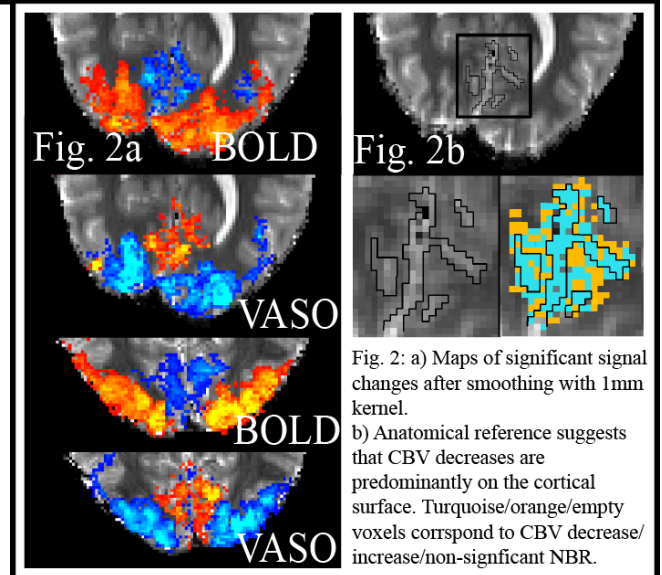 Fig. 2a
BOLD
VASO
BOLD
VASO
Fig. 2b
Fig. 2: a) Maps of significant signal
changes after smoothing with 1mm
kernel.
b) Anatomical reference suggests
that CBV decreases are
predominantly on the cortical
surface. Turquoise/orange/empty
voxels corrspond to CBV decrease/
increase/non-signficant NBR.